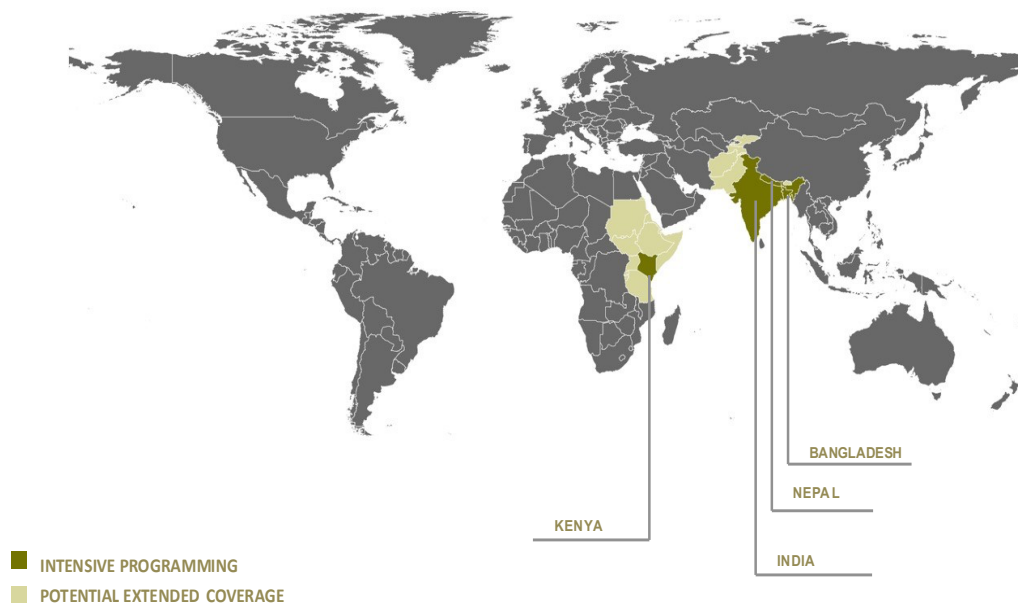 BANGLADESH
NEPAL
KENYA
INDIA
INTENSIVE PROGRAMMING
POTENTIAL EXTENDED COVERAGE